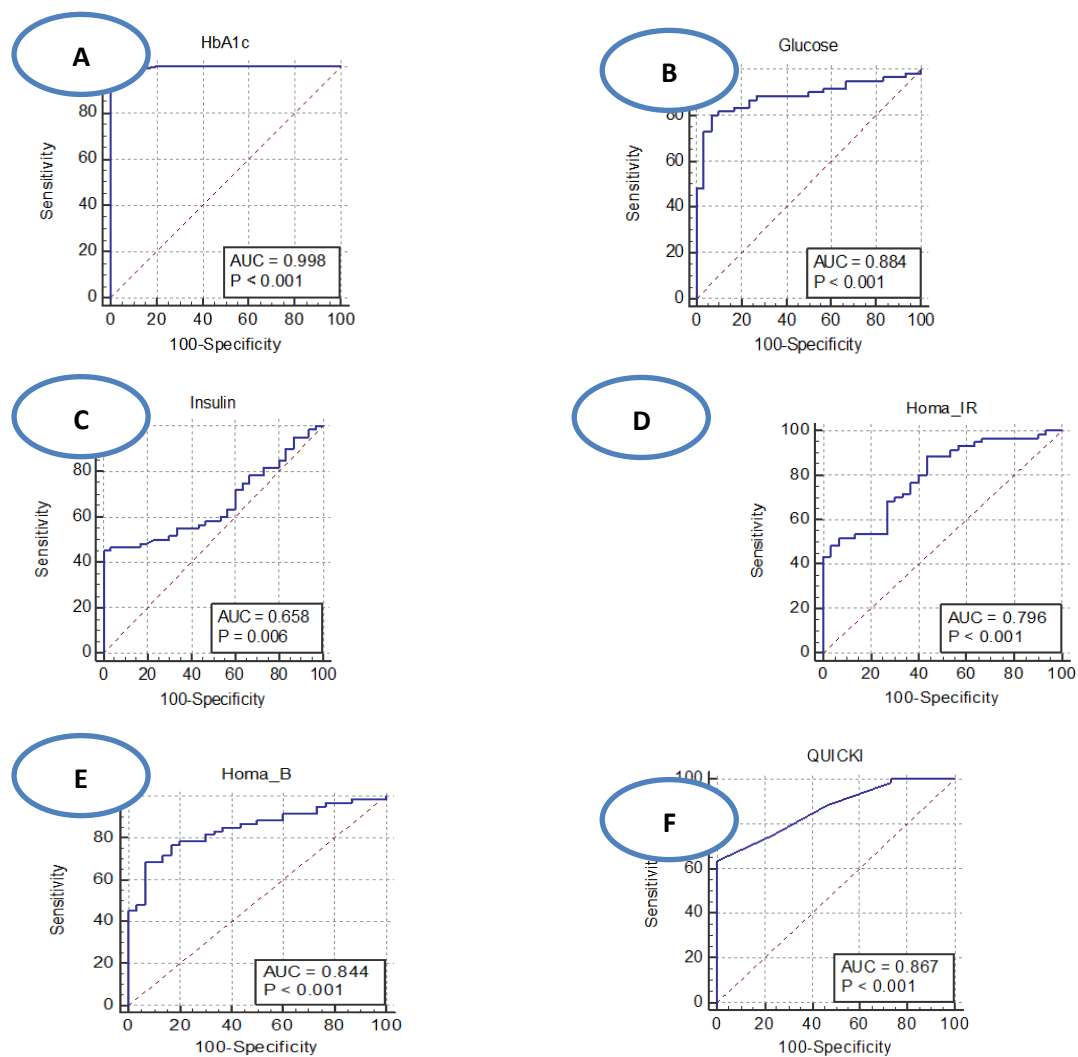 A
HbA1c
80
60
40
20
0
Sensitivity
AUC = 0.998
P < 0.001
0 20 40 60 80 100
100-Specificity
B
Glucose
80
60
40
20
0
Sensitivity
AUC = 0.884
P < 0.001
0 20 40 60 80 100
100-Specificity
C
Insulin
80
60
40
20
0
Sensitivity
AUC = 0.658
P = 0.006
0 20 40 60 80 100
100-Specificity
D
Homa_IR
100
80
60
40
20
0
Sensitivity
AUC = 0.796
P < 0.001
0 20 40 60 80 100
100-Specificity
E
Homa_B
80
60
40
20
0
Sensitivity
AUC = 0.844
P < 0.001
0 20 40 60 80 100
100-Specificity
F
QUICKI
100
60
40
20
0
Sensitivity
AUC = 0.867
P < 0.001
0 20 40 60 80 100
100-Specificity